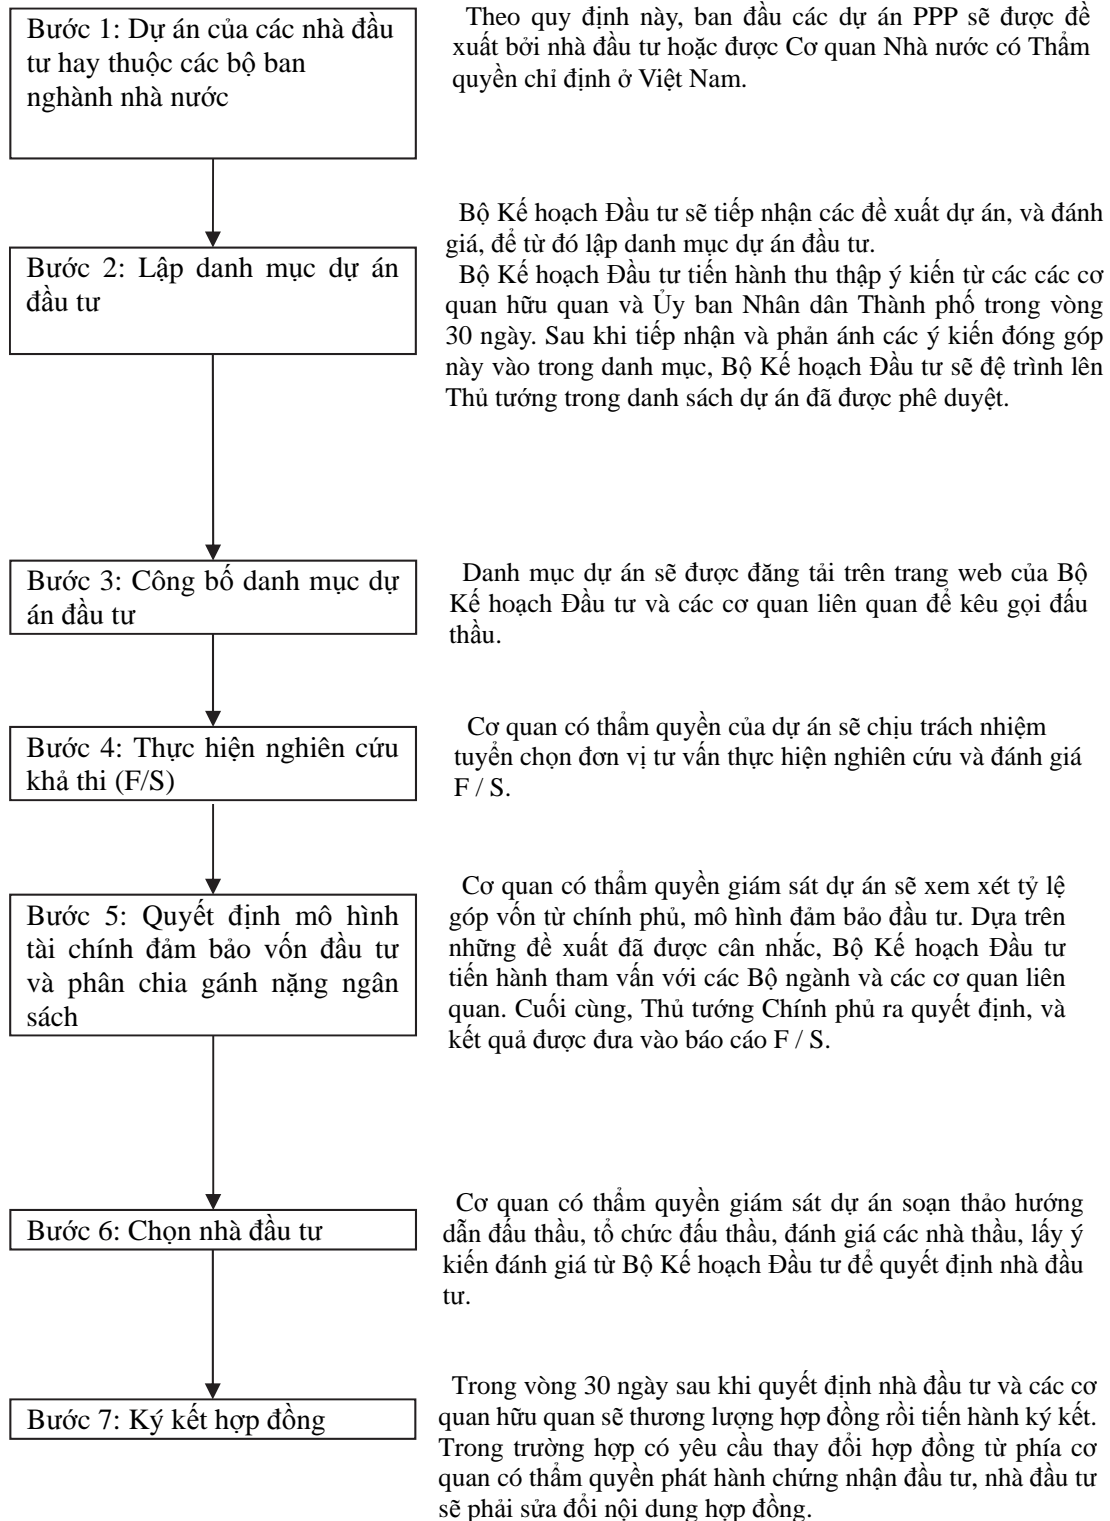 Bước 1: Dự án của các nhà đầu
tư hay thuộc các bộ ban
nghành nhà nước
Theo quy định này, ban đầu các dự án PPP sẽ được đề
xuất bởi nhà đầu tư hoặc được Cơ quan Nhà nước có Thẩm
quyền chỉ định ở Việt Nam.
Bước 2: Lập danh mục dự án
đầu tư
Bộ Kế hoạch Đầu tư sẽ tiếp nhận các đề xuất dự án, và đánh
giá, để từ đó lập danh mục dự án đầu tư.
Bộ Kế hoạch Đầu tư tiến hành thu thập ý kiến từ các các cơ
quan hữu quan và Ủy ban Nhân dân Thành phố trong vòng
30 ngày. Sau khi tiếp nhận và phản ánh các ý kiến đóng góp
này vào trong danh mục, Bộ Kế hoạch Đầu tư sẽ đệ trình lên
Thủ tướng trong danh sách dự án đã được phê duyệt.
Bước 3: Công bố danh mục dự
án đầu tư
Danh mục dự án sẽ được đăng tải trên trang web của Bộ
Kế hoạch Đầu tư và các cơ quan liên quan để kêu gọi đấu
thầu.
Bước 4: Thực hiện nghiên cứu
khả thi (F/S)
Cơ quan có thẩm quyền của dự án sẽ chịu trách nhiệm
tuyển chọn đơn vị tư vấn thực hiện nghiên cứu và đánh giá
F / S.
Bước 5: Quyết định mô hình
tài chính đảm bảo vốn đầu tư
và phân chia gánh nặng ngân
sách
Cơ quan có thẩm quyền giám sát dự án sẽ xem xét tỷ lệ
góp vốn từ chính phủ, mô hình đảm bảo đầu tư. Dựa trên
những đề xuất đã được cân nhắc, Bộ Kế hoạch Đầu tư
tiến hành tham vấn với các Bộ ngành và các cơ quan liên
quan. Cuối cùng, Thủ tướng Chính phủ ra quyết định, và
kết quả được đưa vào báo cáo F / S.
Bước 6: Chọn nhà đầu tư
Cơ quan có thẩm quyền giám sát dự án soạn thảo hướng
dẫn đấu thầu, tổ chức đấu thầu, đánh giá các nhà thầu, lấy ý
kiến đánh giá từ Bộ Kế hoạch Đầu tư để quyết định nhà đầu
tư.
Bước 7: Ký kết hợp đồng
Trong vòng 30 ngày sau khi quyết định nhà đầu tư và các cơ
quan hữu quan sẽ thương lượng hợp đồng rồi tiến hành ký kết.
Trong trường hợp có yêu cầu thay đổi hợp đồng từ phía cơ
quan có thẩm quyền phát hành chứng nhận đầu tư, nhà đầu tư
sẽ phải sửa đổi nội dung hợp đồng.